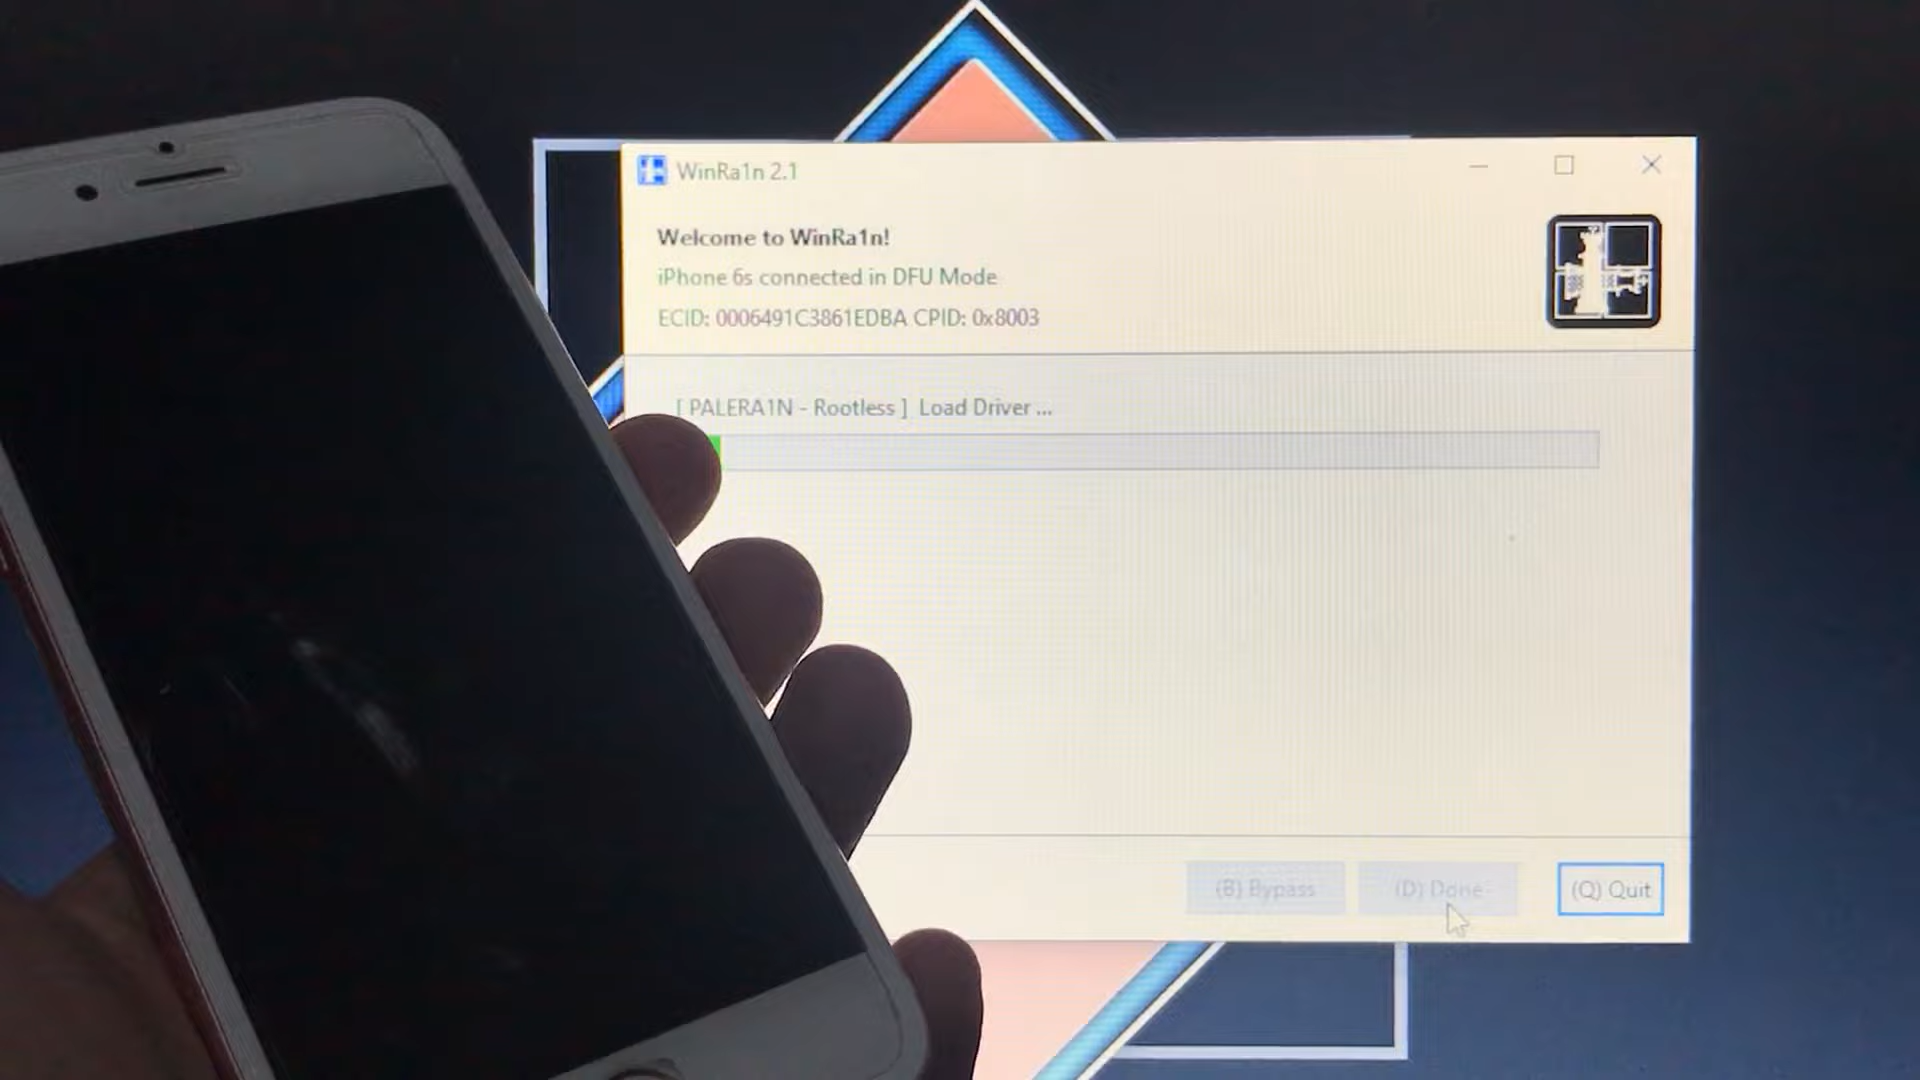 WinRa1n 2.1
Welcome to WinRa1n!
iPhone 6s connected in DFU Mode
ECID: 0006491C3861EDBA CPID: 0x8003
[ PALERA1N - Rootless ] Load Driver ...
(B) Bypass
(D) Done
(Q) Quit